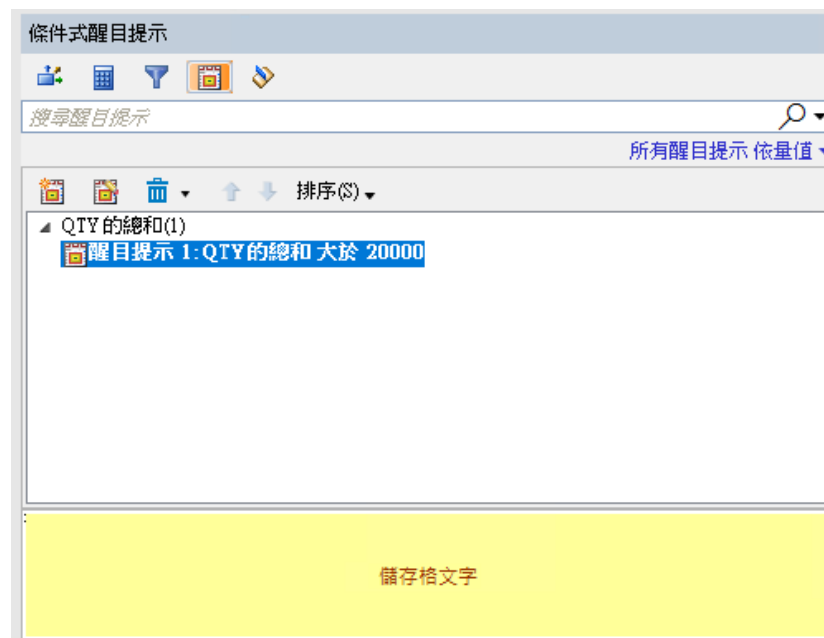 條件式醒目提示
搜尋醒目提示
所有醒目提示 依量值
排序(S)
QTY 的總和(1)
醒目提示 1:QTY的總和 大於 20000
儲存格文字